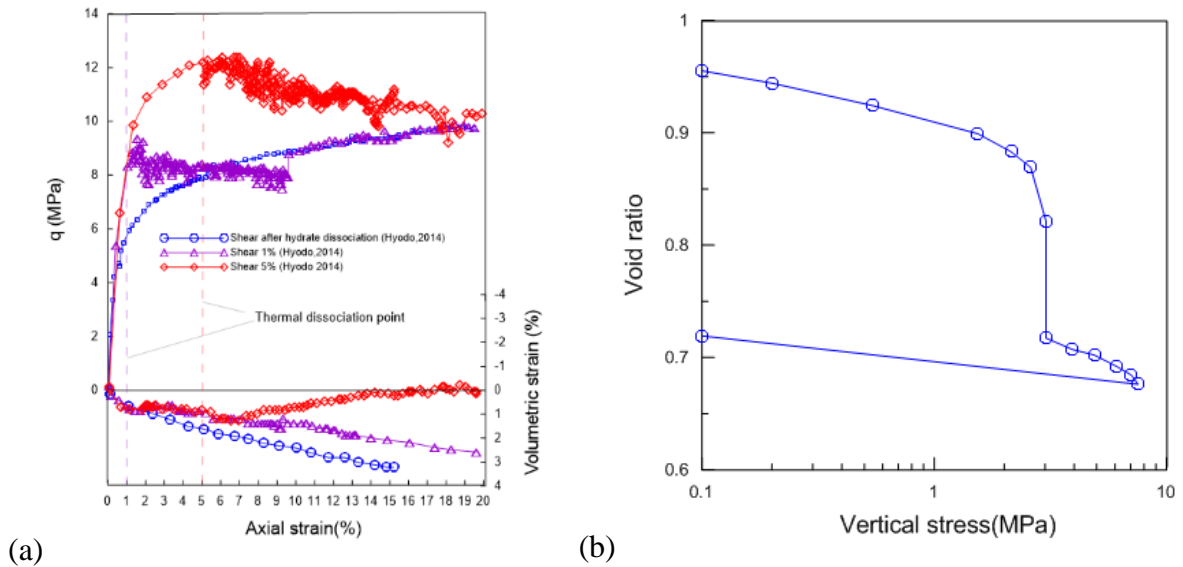 14
12
10
8
6
4
2
0
q (MPa)
Shear after hydrate dissociation (Hyodo,2014)
Shear 1% (Hyodo,2014)
Shear 5% (Hyodo 2014)
Thermal dissociation point
-4
-3
-2
-1
0
1
2
3
4
Volumetric strain (%)
0 1 2 3 4 5 6 7 8 9 10 11 12 13 14 15 16 17 18 19 20
Axial strain(%)
(a)
1
0.9
0.8
0.7
0.6
Void ratio
0.1 1 10
Vertical stress(MPa)
(b)